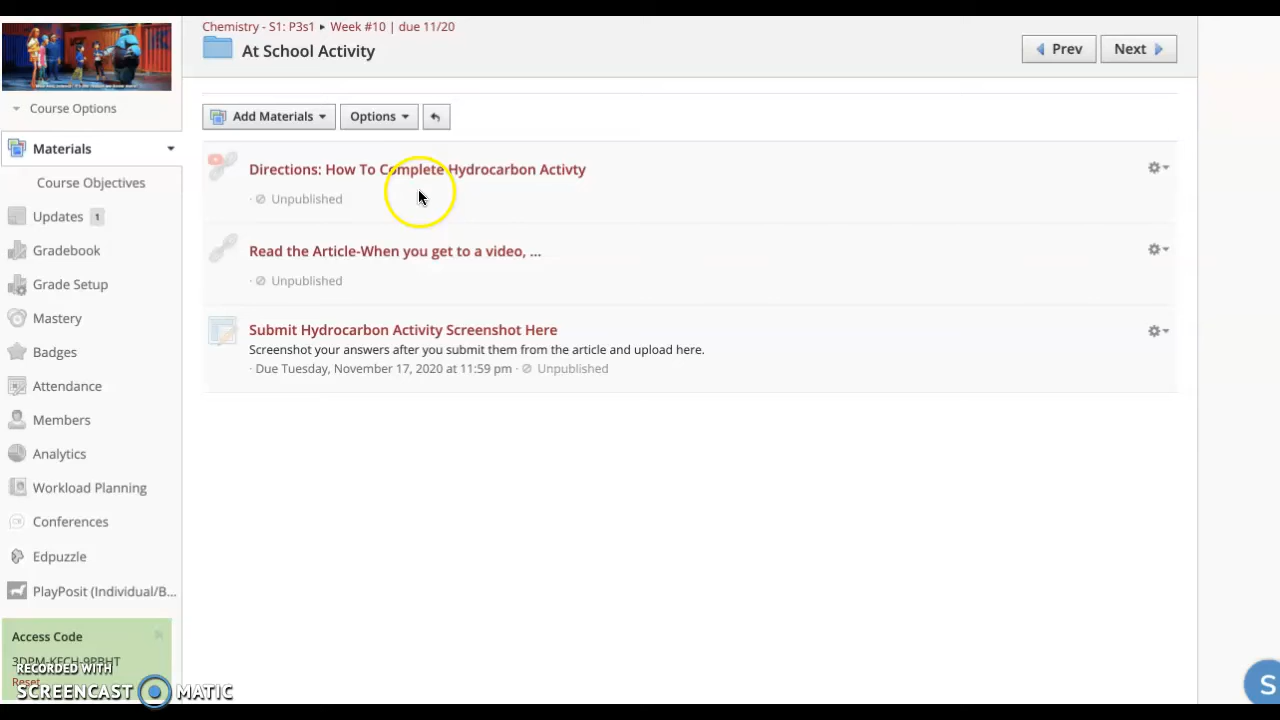 Chemistry - S1: P3s1 ▸ Week #10 | due 11/20
At School Activity
Prev
Next
Course Options
Add Materials
Options
Materials
Directions: How To Complete Hydrocarbon Activty
Course Objectives
· Unpublished
Updates 1
Gradebook
Read the Article-When you get to a video, ...
Grade Setup
· Unpublished
Mastery
Submit Hydrocarbon Activity Screenshot Here
Badges
Screenshot your answers after you submit them from the article and upload here.
· Due Tuesday, November 17, 2020 at 11:59 pm · Unpublished
Attendance
Members
Analytics
Workload Planning
Conferences
Edpuzzle
PlayPosit (Individual/B...
Access Code
RECORDED WITH
Reset
SCREENCAST MATIC
S